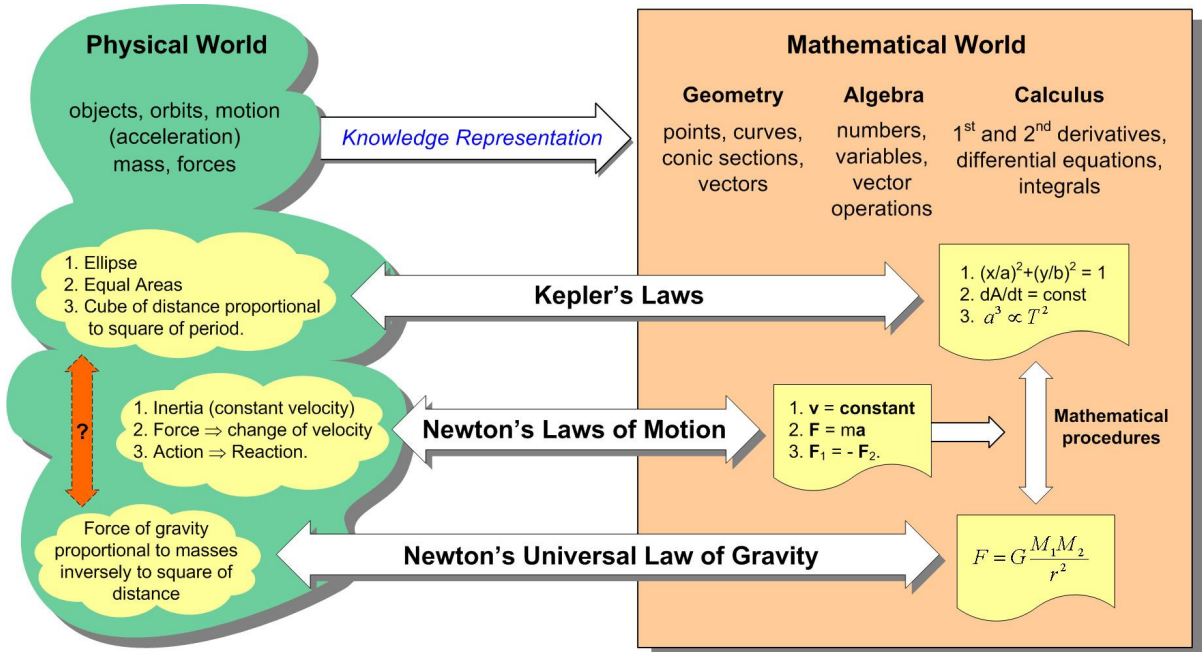 Physical World
objects, orbits, motion
(acceleration)
mass, forces
Knowledge Representation
Mathematical World
Geometry
points, curves,
conic sections,
vectors
Algebra
numbers,
variables,
vector
operations
Calculus
1st and 2nd derivatives,
differential equations,
integrals
1. Ellipse
2. Equal Areas
3. Cube of distance proportional
to square of period.
Kepler's Laws
1. (x/a)²+(y/b)² = 1
2. dA/dt = const
3. a³ ∝ T²
?
1. Inertia (constant velocity)
2. Force ⇒ change of velocity
3. Action ⇒ Reaction.
Newton's Laws of Motion
1. v = constant
2. F = ma
3. F₁ = - F₂.
Mathematical
procedures
Force of gravity
proportional to masses
inversely to square of
distance
Newton's Universal Law of Gravity
F = G M₁M₂ / r²